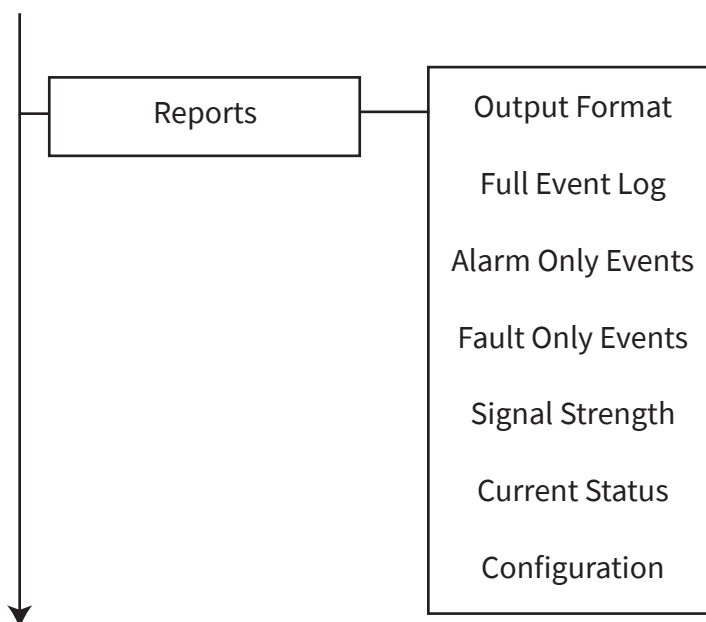 Reports
Output Format
Full Event Log
Alarm Only Events
Fault Only Events
Signal Strength
Current Status
Configuration